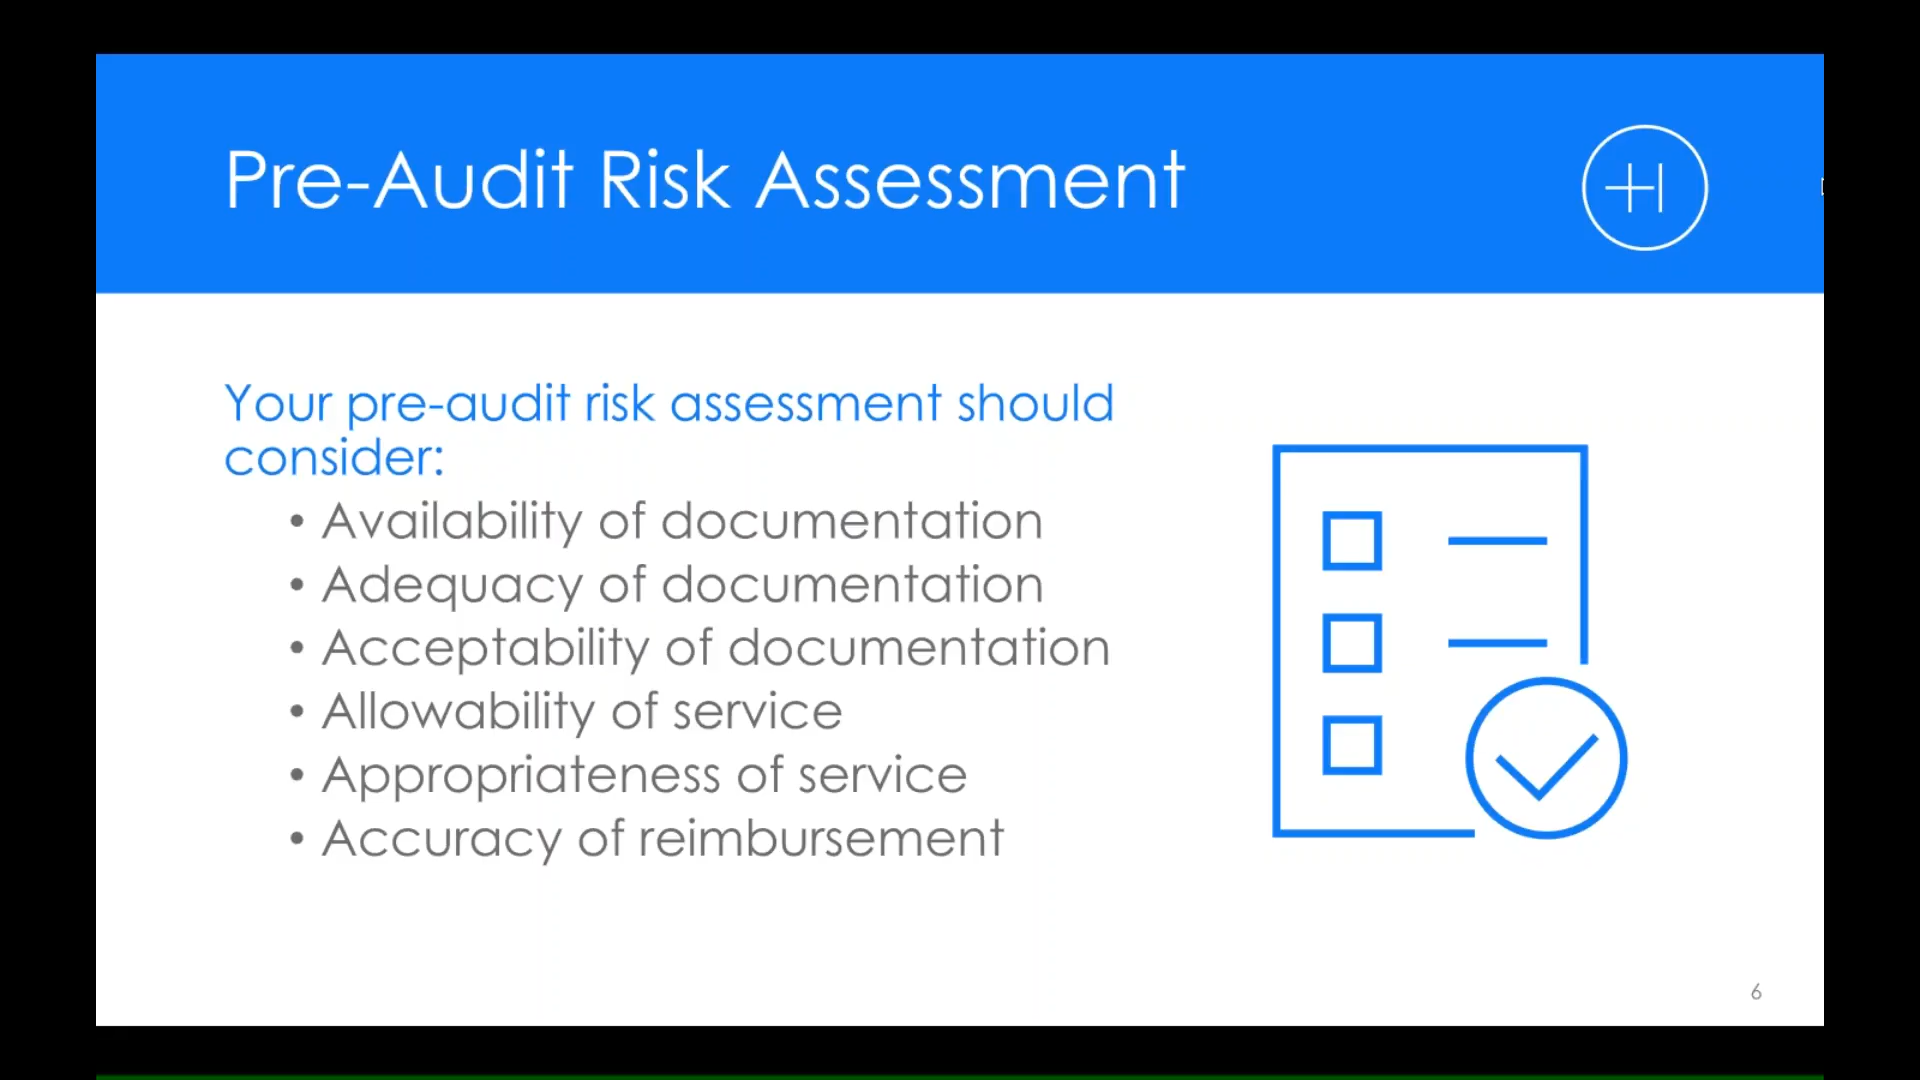 Pre-Audit Risk Assessment
Your pre-audit risk assessment should
consider:
• Availability of documentation
• Adequacy of documentation
• Acceptability of documentation
• Allowability of service
• Appropriateness of service
• Accuracy of reimbursement
6